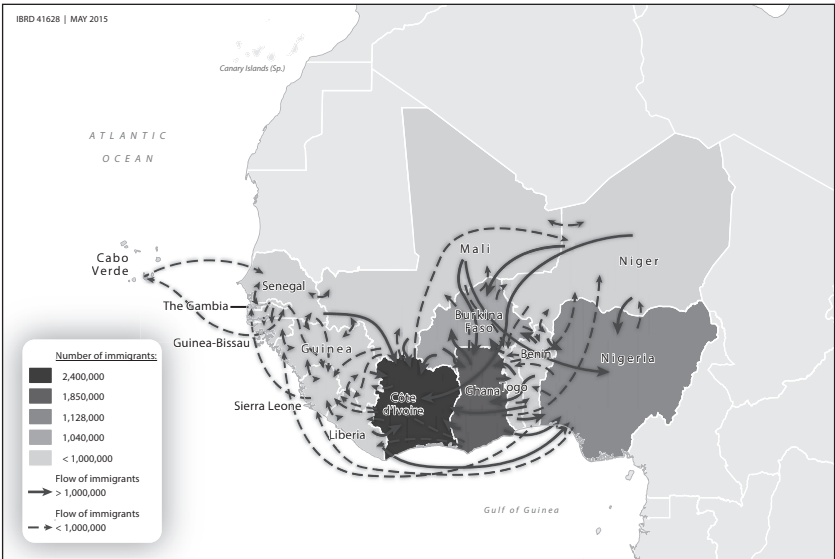 IBRD 41628 | MAY 2015
Canary Islands (Sp.)
ATLANTIC
OCEAN
Cabo
Verde
Mali
Niger
Senegal
The Gambia
Burkina
Faso
Guinea-Bissau
Guinea
Benin
Nigeria
Ghana
Togo
Côte
d'Ivoire
Sierra Leone
Liberia
Gulf of Guinea
Number of immigrants:
2,400,000
1,850,000
1,128,000
1,040,000
< 1,000,000
Flow of immigrants
> 1,000,000
Flow of immigrants
< 1,000,000